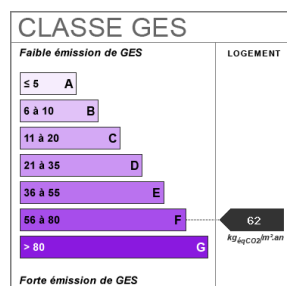 CLASSE GES
Faible émission de GES
LOGEMENT
≤ 5 A
6 à 10 B
11 à 20 C
21 à 35 D
36 à 55 E
56 à 80 F
62
kgéqCO2/m².an
> 80 G
Forte émission de GES